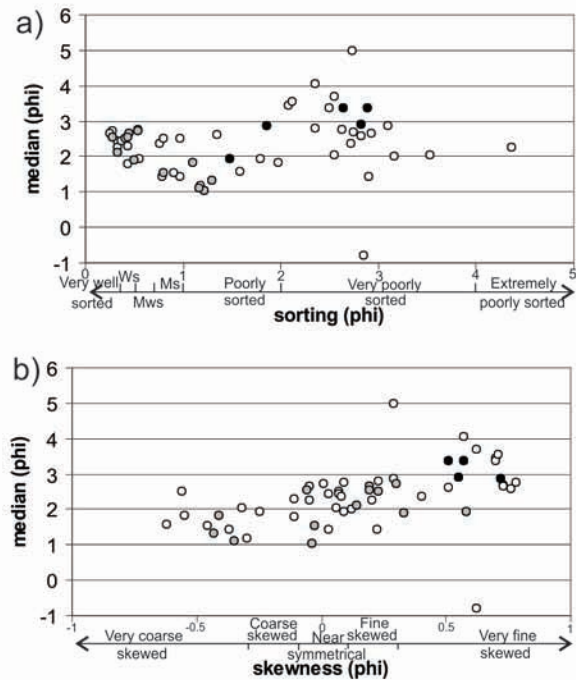 a)
6
5
4
3
2
1
0
-1
median (phi)
0 1 2 3 4 5
Very well sorted
Ws
Mws
Ms
Poorly sorted
Very poorly sorted
Extremely poorly sorted
sorting (phi)
b)
6
5
4
3
2
1
0
-1
median (phi)
-1 -0.5 0 0.5 1
Very coarse skewed
Coarse skewed
Near symmetrical
Fine skewed
Very fine skewed
skewness (phi)